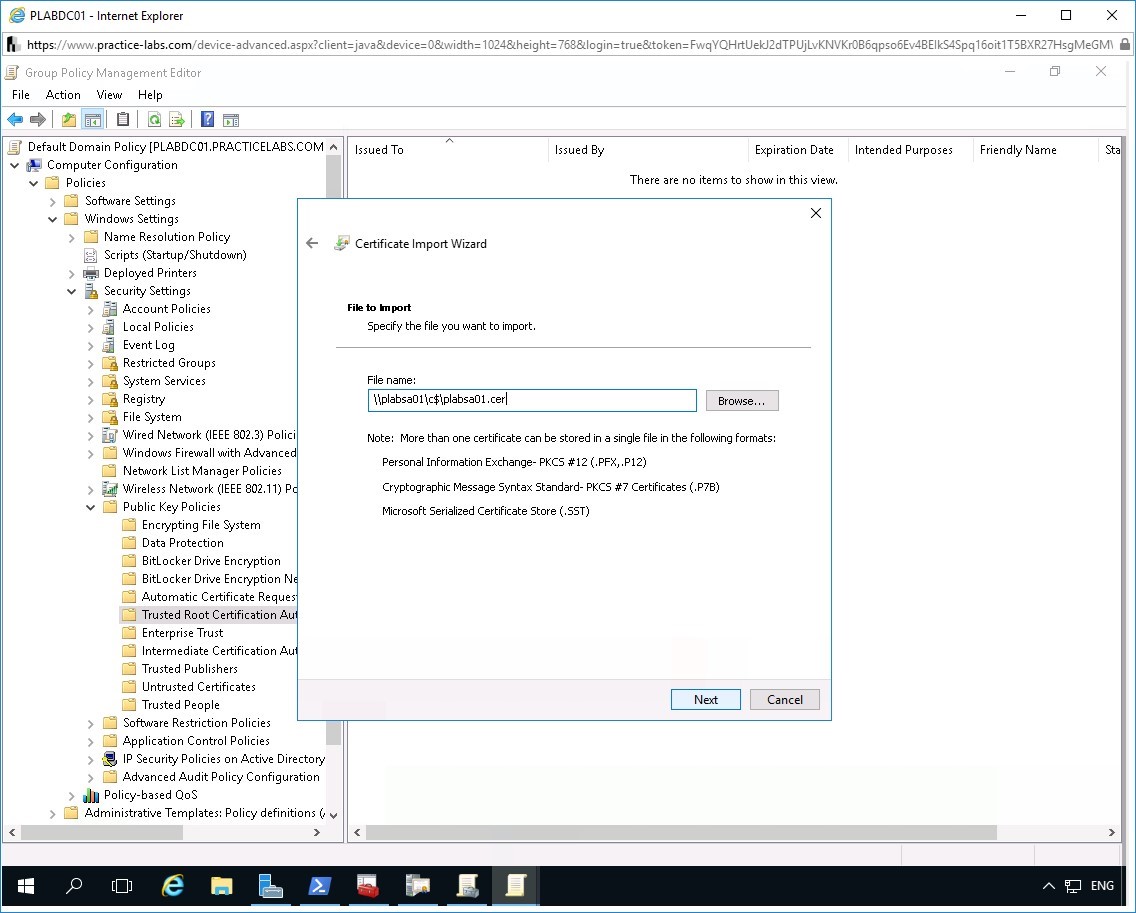 PLABDC01 - Internet Explorer
https://www.practice-labs.com/device-advanced.aspx?client=java&device=0&width=1024&height=768&login=true&token=
Group Policy Management Editor
File Action View Help
Default Domain Policy [PLABDC01.PRACTICELABS.COM
Computer Configuration
Policies
Software Settings
Windows Settings
Name Resolution Policy
Scripts (Startup/Shutdown)
Deployed Printers
Security Settings
Account Policies
Local Policies
Event Log
Restricted Groups
System Services
Registry
File System
Wired Network (IEEE 802.3) Polici
Windows Firewall with Advanced
Network List Manager Policies
Wireless Network (IEEE 802.11) Po
Public Key Policies
Encrypting File System
Data Protection
BitLocker Drive Encryption
BitLocker Drive Encryption Ne
Automatic Certificate Reques
Trusted Root Certification Aut
Enterprise Trust
Intermediate Certification Aut
Trusted Publishers
Untrusted Certificates
Trusted People
Software Restriction Policies
Application Control Policies
IP Security Policies on Active Directory
Advanced Audit Policy Configuration
Policy-based QoS
Administrative Templates: Policy definitions (
Issued To Issued By Expiration Date Intended Purposes Friendly Name Sta
There are no items to show in this view.
Certificate Import Wizard
File to Import
Specify the file you want to import.
File name:
\\plabsa01\c$\plabsa01.cer
Browse...
Note: More than one certificate can be stored in a single file in the following formats:
Personal Information Exchange- PKCS #12 (.PFX,.P12)
Cryptographic Message Syntax Standard- PKCS #7 Certificates (.P7B)
Microsoft Serialized Certificate Store (.SST)
Next Cancel
ENG